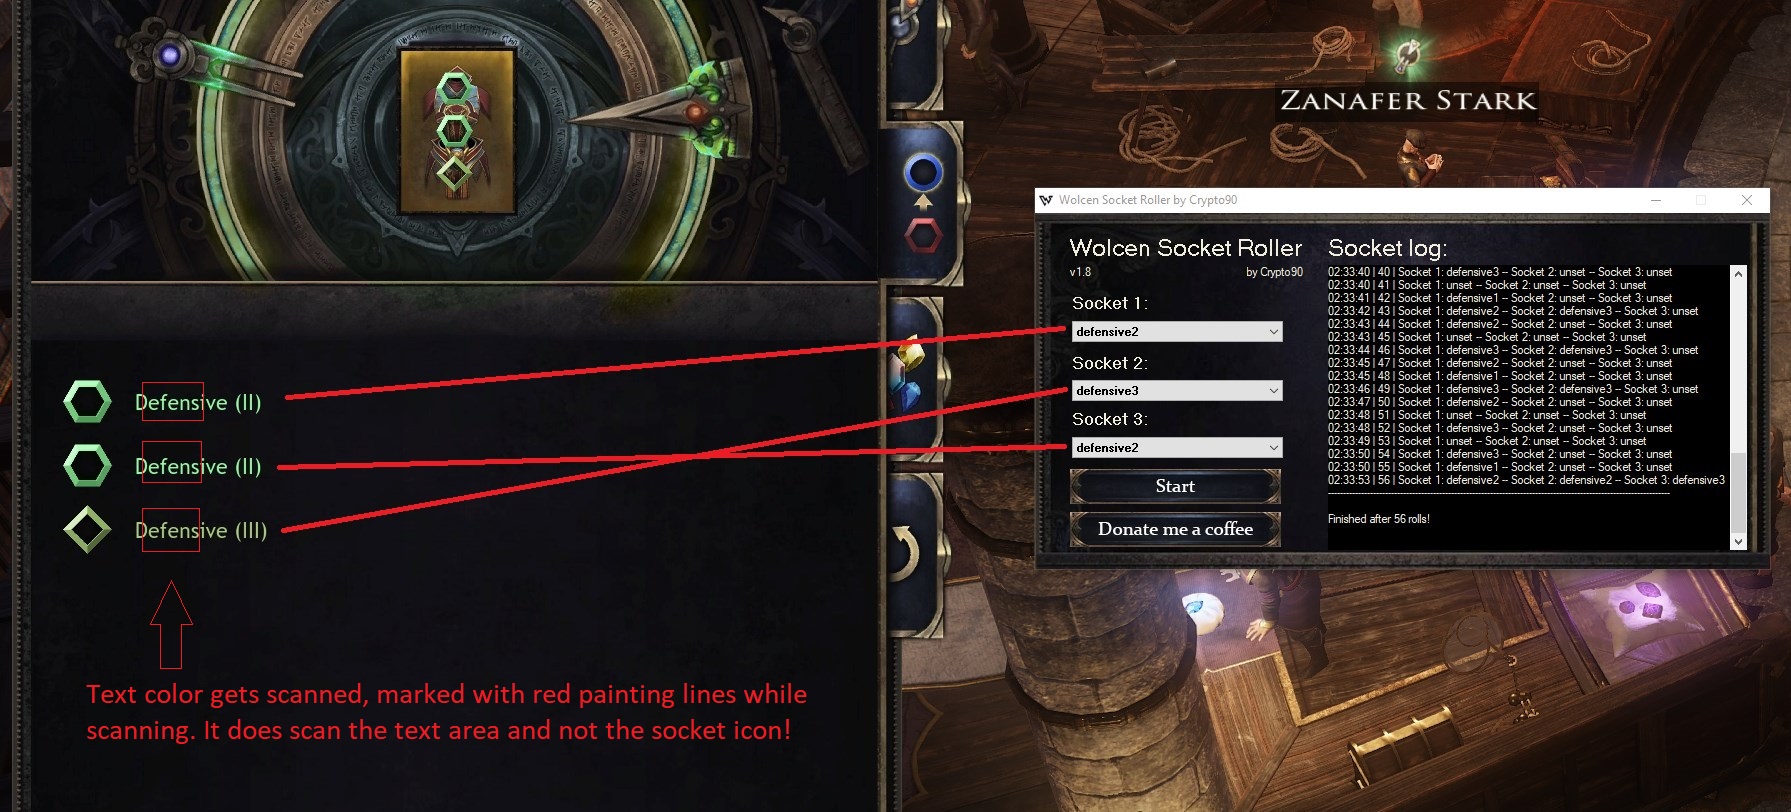 ZANAFER STARK
Wolcen Socket Roller by Crypto90
Wolcen Socket Roller
v1.8
by Crypto90
Socket 1:
defensive2
Socket 2:
defensive3
Socket 3:
defensive2
Start
Donate me a coffee
Socket log:
02:33:40 | 40 | Socket 1: defensive3 -- Socket 2: unset -- Socket 3: unset
02:33:40 | 41 | Socket 1: unset -- Socket 2: unset -- Socket 3: unset
02:33:41 | 42 | Socket 1: defensive1 -- Socket 2: unset -- Socket 3: unset
02:33:42 | 43 | Socket 1: defensive2 -- Socket 2: defensive3 -- Socket 3: unset
02:33:43 | 44 | Socket 1: defensive2 -- Socket 2: unset -- Socket 3: unset
02:33:43 | 45 | Socket 1: unset -- Socket 2: unset -- Socket 3: unset
02:33:44 | 46 | Socket 1: defensive3 -- Socket 2: defensive3 -- Socket 3: unset
02:33:45 | 47 | Socket 1: defensive2 -- Socket 2: unset -- Socket 3: unset
02:33:45 | 48 | Socket 1: defensive1 -- Socket 2: unset -- Socket 3: unset
02:33:46 | 49 | Socket 1: defensive3 -- Socket 2: defensive3 -- Socket 3: unset
02:33:47 | 50 | Socket 1: defensive2 -- Socket 2: unset -- Socket 3: unset
02:33:48 | 51 | Socket 1: unset -- Socket 2: unset -- Socket 3: unset
02:33:48 | 52 | Socket 1: defensive3 -- Socket 2: unset -- Socket 3: unset
02:33:49 | 53 | Socket 1: unset -- Socket 2: unset -- Socket 3: unset
02:33:50 | 54 | Socket 1: defensive3 -- Socket 2: unset -- Socket 3: unset
02:33:50 | 55 | Socket 1: defensive1 -- Socket 2: unset -- Socket 3: unset
02:33:53 | 56 | Socket 1: defensive2 -- Socket 2: defensive2 -- Socket 3: defensive3
Finished after 56 rolls!
Defensive (II)
Defensive (II)
Defensive (III)
Text color gets scanned, marked with red painting lines while
scanning. It does scan the text area and not the socket icon!